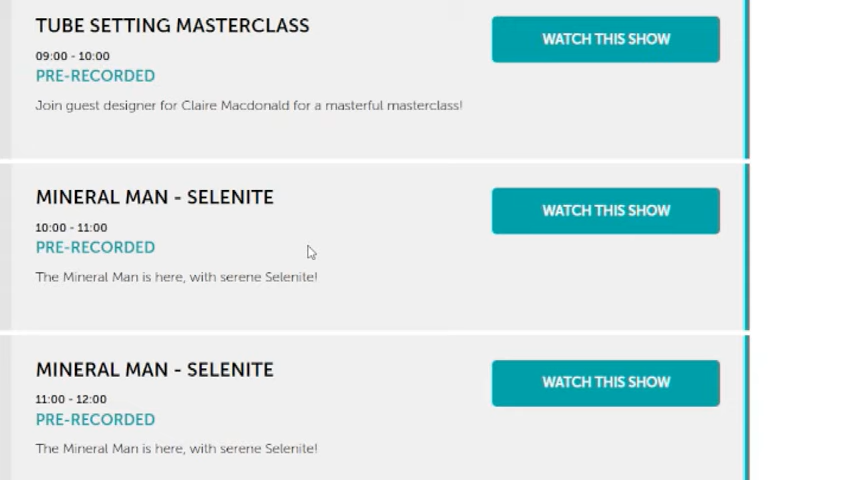 TUBE SETTING MASTERCLASS
WATCH THIS SHOW
09:00 - 10:00
PRE-RECORDED
Join guest designer for Claire Macdonald for a masterful masterclass!
MINERAL MAN - SELENITE
WATCH THIS SHOW
10:00 - 11:00
PRE-RECORDED
The Mineral Man is here, with serene Selenite!
MINERAL MAN - SELENITE
WATCH THIS SHOW
11:00 - 12:00
PRE-RECORDED
The Mineral Man is here, with serene Selenite!